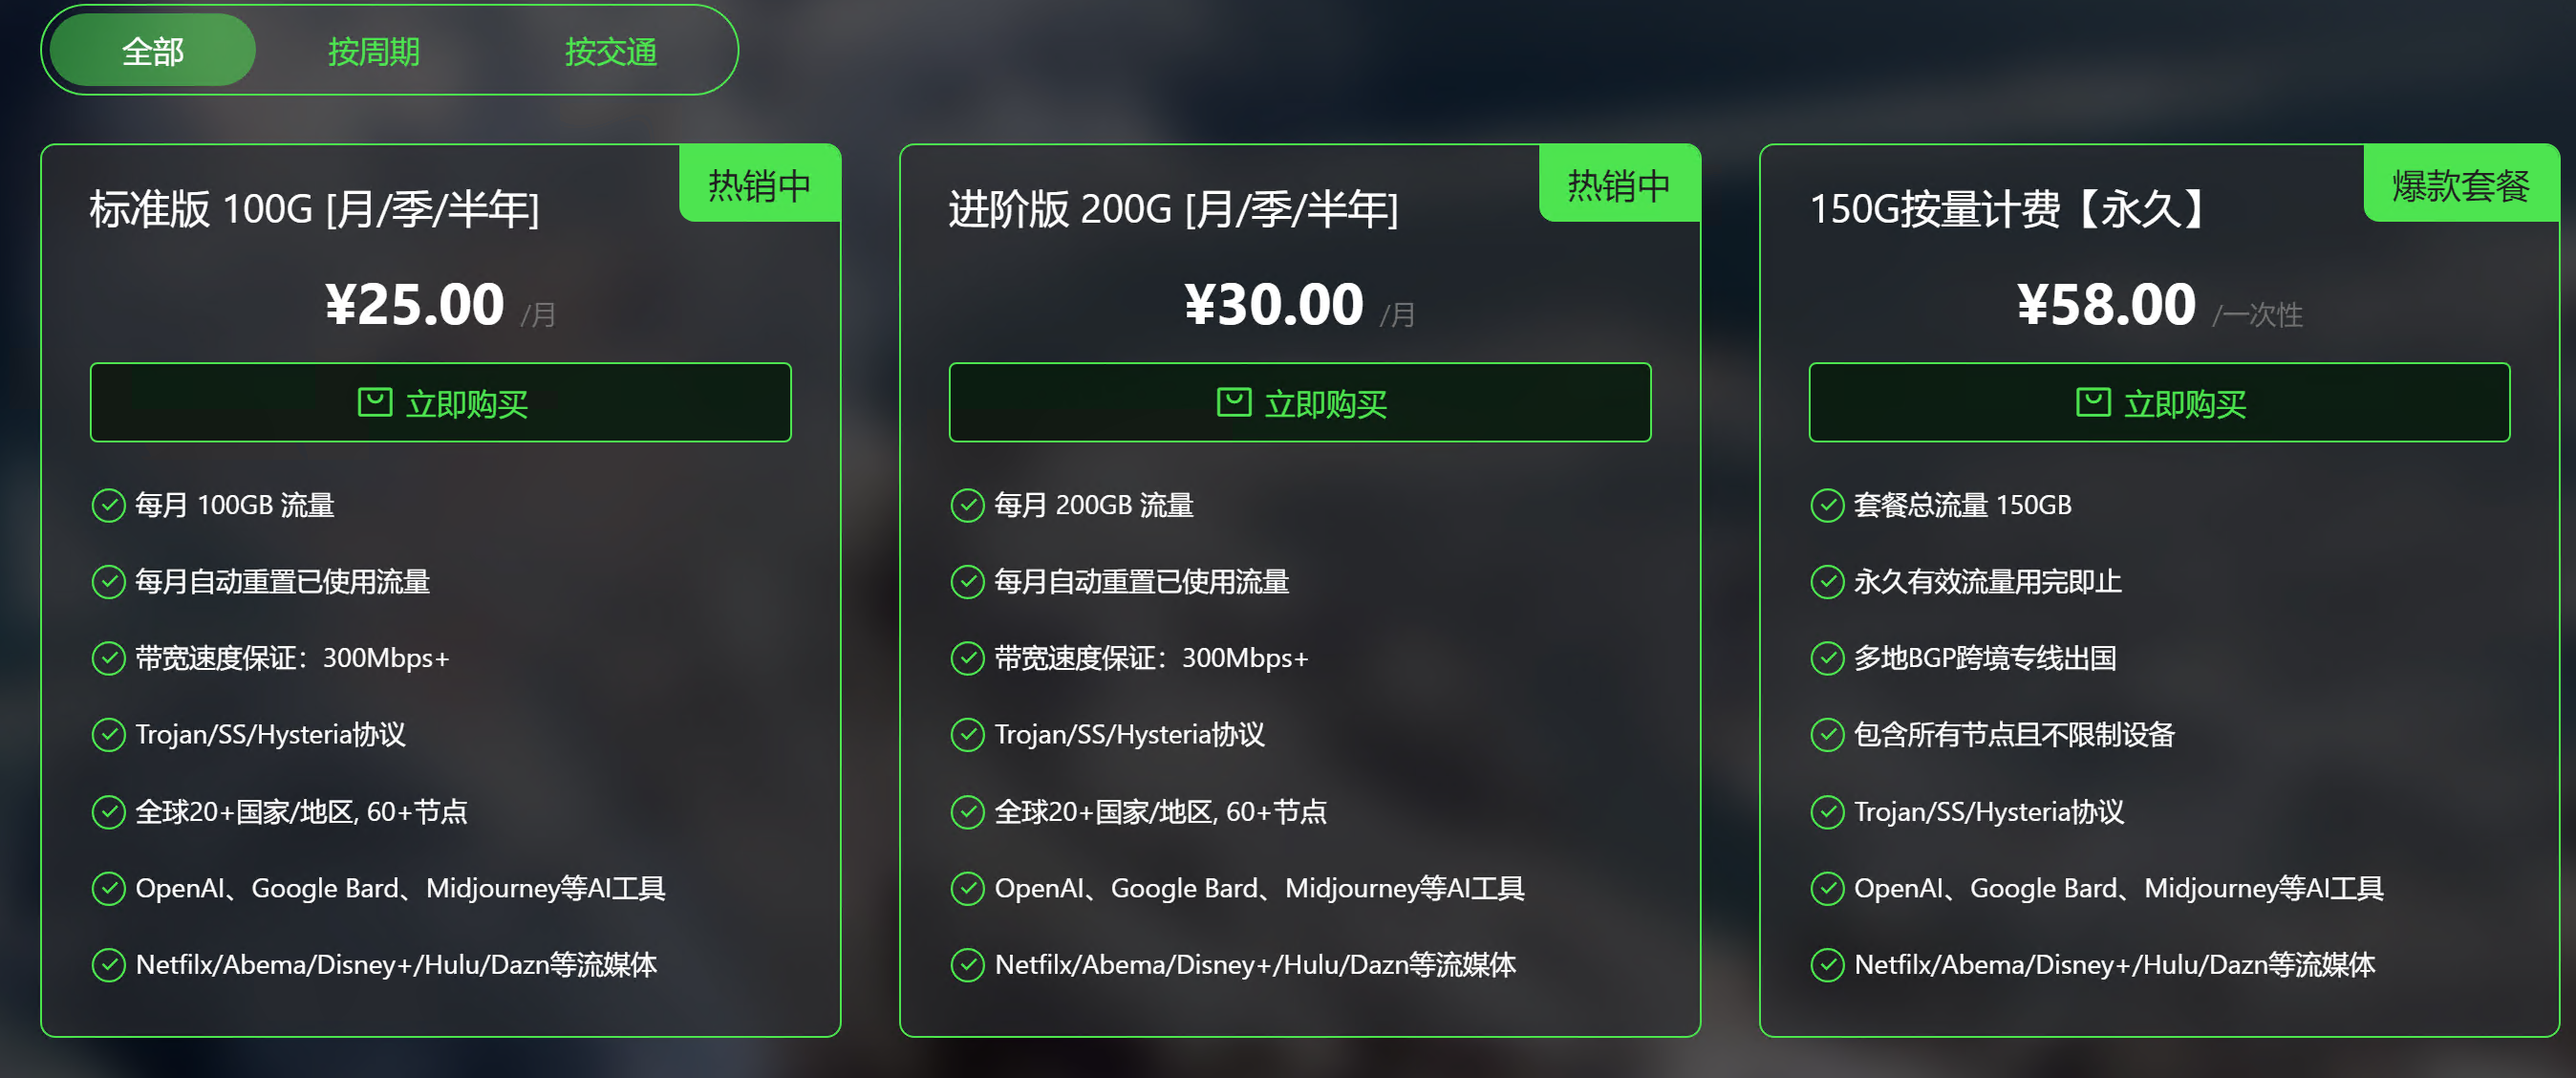 全部
按周期
按交通
标准版 100G [月/季/半年]
热销中
¥25.00 /月
立即购买
每月 100GB 流量
每月自动重置已使用流量
带宽速度保证：300Mbps+
Trojan/SS/Hysteria协议
全球20+国家/地区, 60+节点
OpenAI、Google Bard、Midjourney等AI工具
Netfilx/Abema/Disney+/Hulu/Dazn等流媒体
进阶版 200G [月/季/半年]
热销中
¥30.00 /月
立即购买
每月 200GB 流量
每月自动重置已使用流量
带宽速度保证：300Mbps+
Trojan/SS/Hysteria协议
全球20+国家/地区, 60+节点
OpenAI、Google Bard、Midjourney等AI工具
Netfilx/Abema/Disney+/Hulu/Dazn等流媒体
150G按量计费【永久】
爆款套餐
¥58.00 /一次性
立即购买
套餐总流量 150GB
永久有效流量用完即止
多地BGP跨境专线出国
包含所有节点且不限制设备
Trojan/SS/Hysteria协议
OpenAI、Google Bard、Midjourney等AI工具
Netfilx/Abema/Disney+/Hulu/Dazn等流媒体